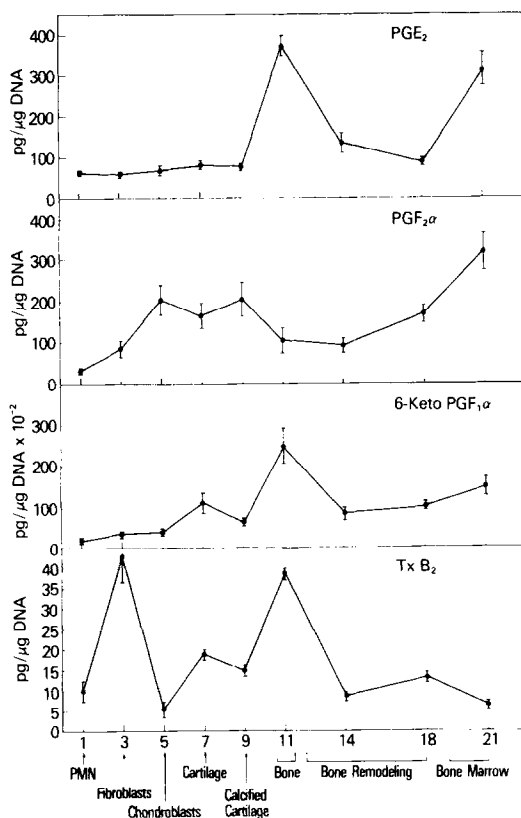 PGE₂
400
300
200
100
0
pg/μg DNA
PGF₂α
400
300
200
100
0
pg/μg DNA
6-Keto PGF₁α
300
200
100
0
pg/μg DNA x 10⁻²
Tx B₂
40
35
30
25
20
15
10
5
0
pg/μg DNA
1 3 5 7 9 11 14 18 21
PMN Cartilage Bone Bone Remodeling Bone Marrow
Fibroblasts Calcified
Chondroblasts Cartilage